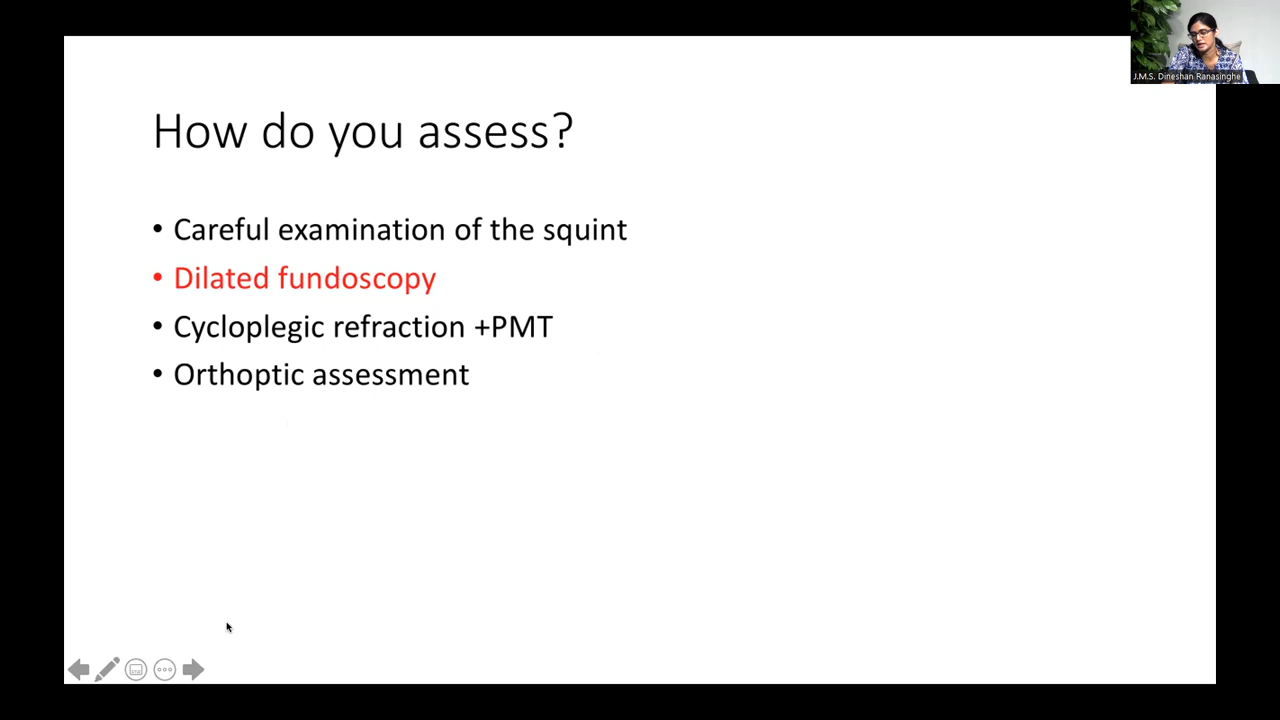 J.M.S. Dineshan Ranasinghe
How do you assess?
• Careful examination of the squint
• Dilated fundoscopy
• Cycloplegic refraction +PMT
• Orthoptic assessment